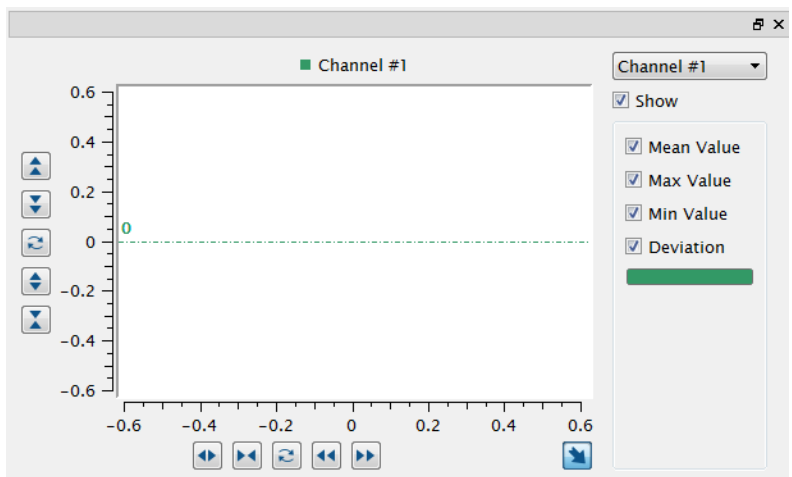 Channel #1
Channel #1
Show
Mean Value
Max Value
Min Value
Deviation
0.6
0.4
0.2
0
0
-0.2
-0.4
-0.6
-0.6 -0.4 -0.2 0 0.2 0.4 0.6